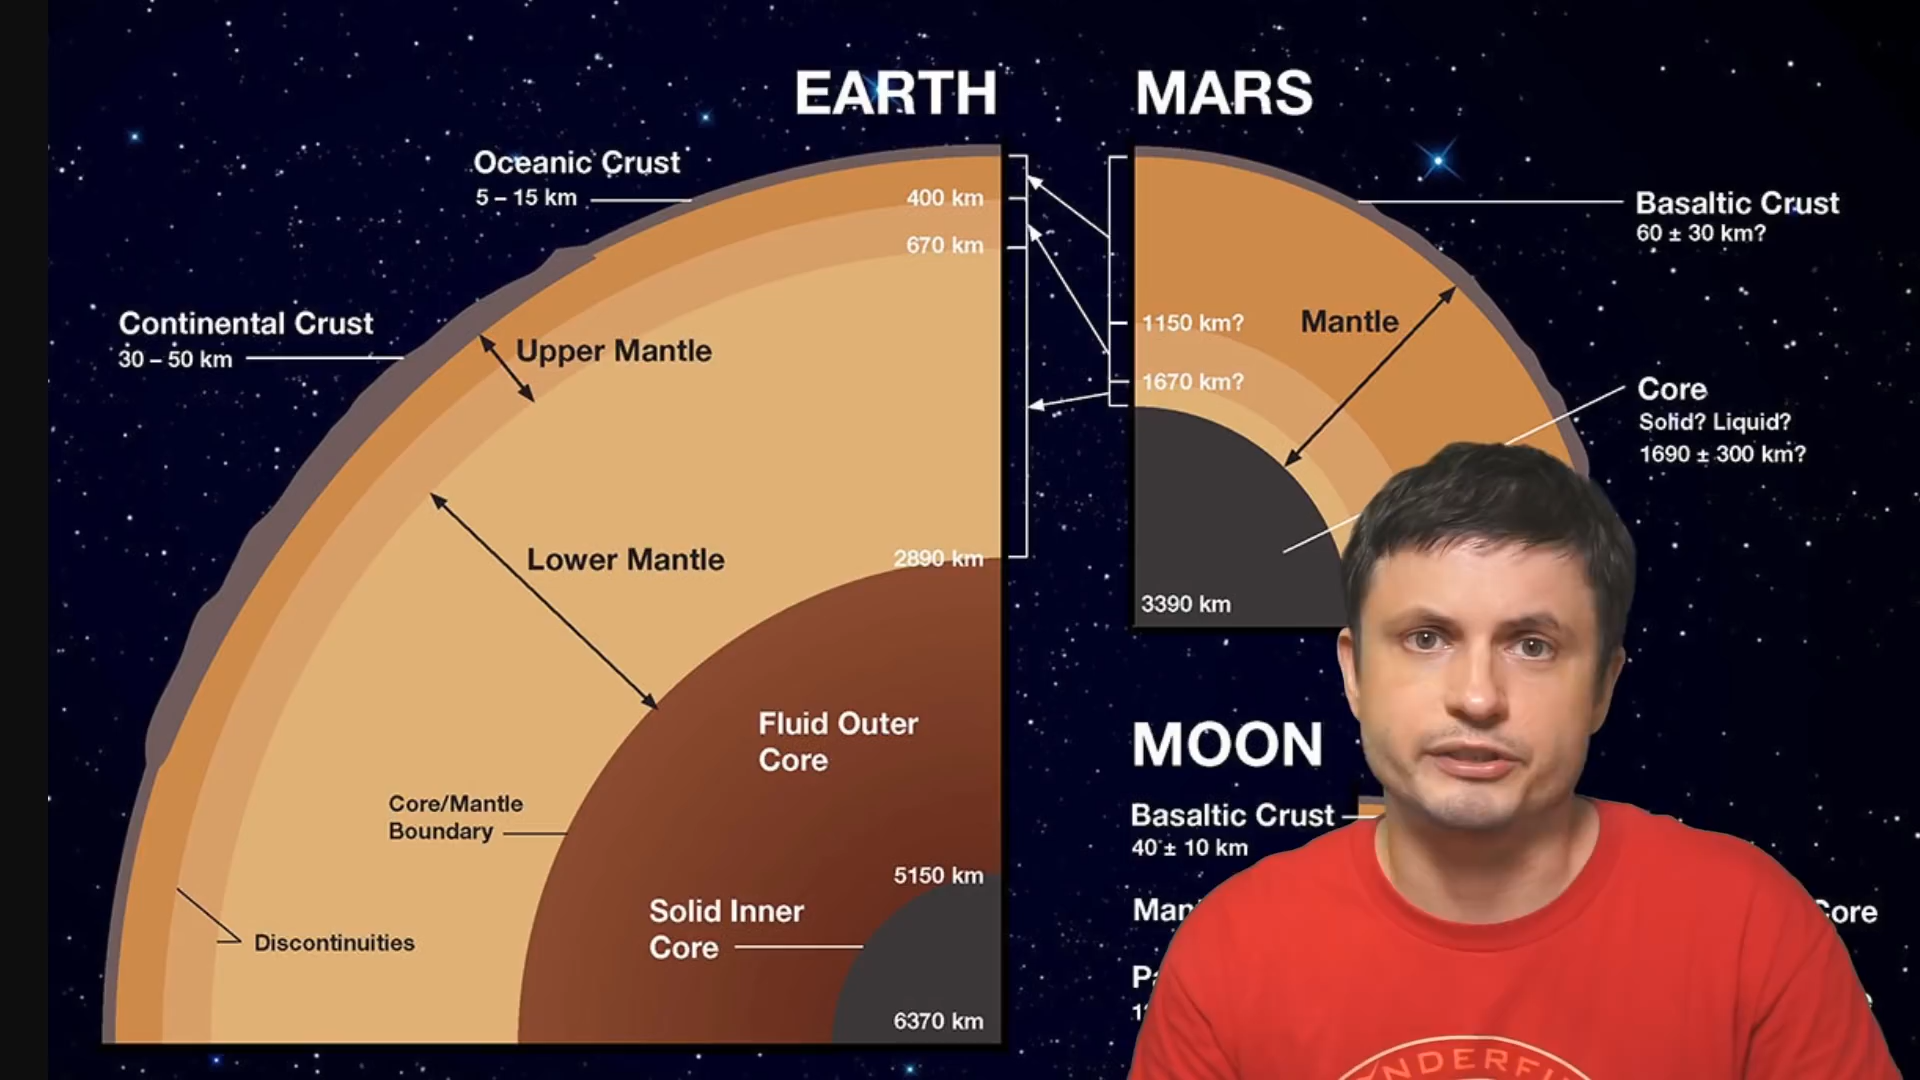 EARTH
Oceanic Crust
5 – 15 km
400 km
670 km
Continental Crust
30 – 50 km
Upper Mantle
Lower Mantle
2890 km
Fluid Outer
Core
Core/Mantle
Boundary
5150 km
Solid Inner
Core
Discontinuities
6370 km
MARS
Basaltic Crust
60 ± 30 km?
1150 km?
Mantle
1670 km?
Core
Solid? Liquid?
1690 ± 300 km?
3390 km
MOON
Basaltic Crust
40 ± 10 km
Core